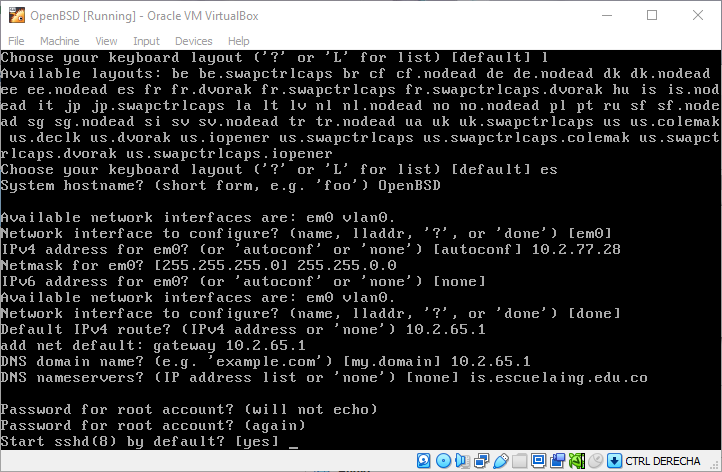 OpenBSD [Running] - Oracle VM VirtualBox
File Machine View Input Devices Help
Choose your keyboard layout ('?' or 'L' for list) [default] l
Available layouts: be be.swapctrlcaps br cf cf.nodead de de.nodead dk dk.nodead
ee ee.nodead es fr fr.dvorak fr.swapctrlcaps fr.swapctrlcaps.dvorak hu is is.nod
ead it jp jp.swapctrlcaps la lt lv nl nl.nodead no no.nodead pl pt ru sf sf.node
ad sg sg.nodead si sv sv.nodead tr tr.nodead ua uk uk.swapctrlcaps us us.colemak
us.declk us.dvorak us.iopener us.swapctrlcaps us.swapctrlcaps.colemak us.swapct
rlcaps.dvorak us.swapctrlcaps.iopener
Choose your keyboard layout ('?' or 'L' for list) [default] es
System hostname? (short form, e.g. 'foo') OpenBSD
Available network interfaces are: em0 vlan0.
Network interface to configure? (name, lladdr, '?', or 'done') [em0]
IPv4 address for em0? (or 'autoconf' or 'none') [autoconf] 10.2.77.28
Netmask for em0? [255.255.255.0] 255.255.0.0
IPv6 address for em0? (or 'autoconf' or 'none') [none]
Available network interfaces are: em0 vlan0.
Network interface to configure? (name, lladdr, '?', or 'done') [done]
Default IPv4 route? (IPv4 address or 'none') 10.2.65.1
add net default: gateway 10.2.65.1
DNS domain name? (e.g. 'example.com') [my.domain] 10.2.65.1
DNS nameservers? (IP address list or 'none') [none] is.escuelaing.edu.co
Password for root account? (will not echo)
Password for root account? (again)
Start sshd(8) by default? [yes] _
CTRL DERECHA